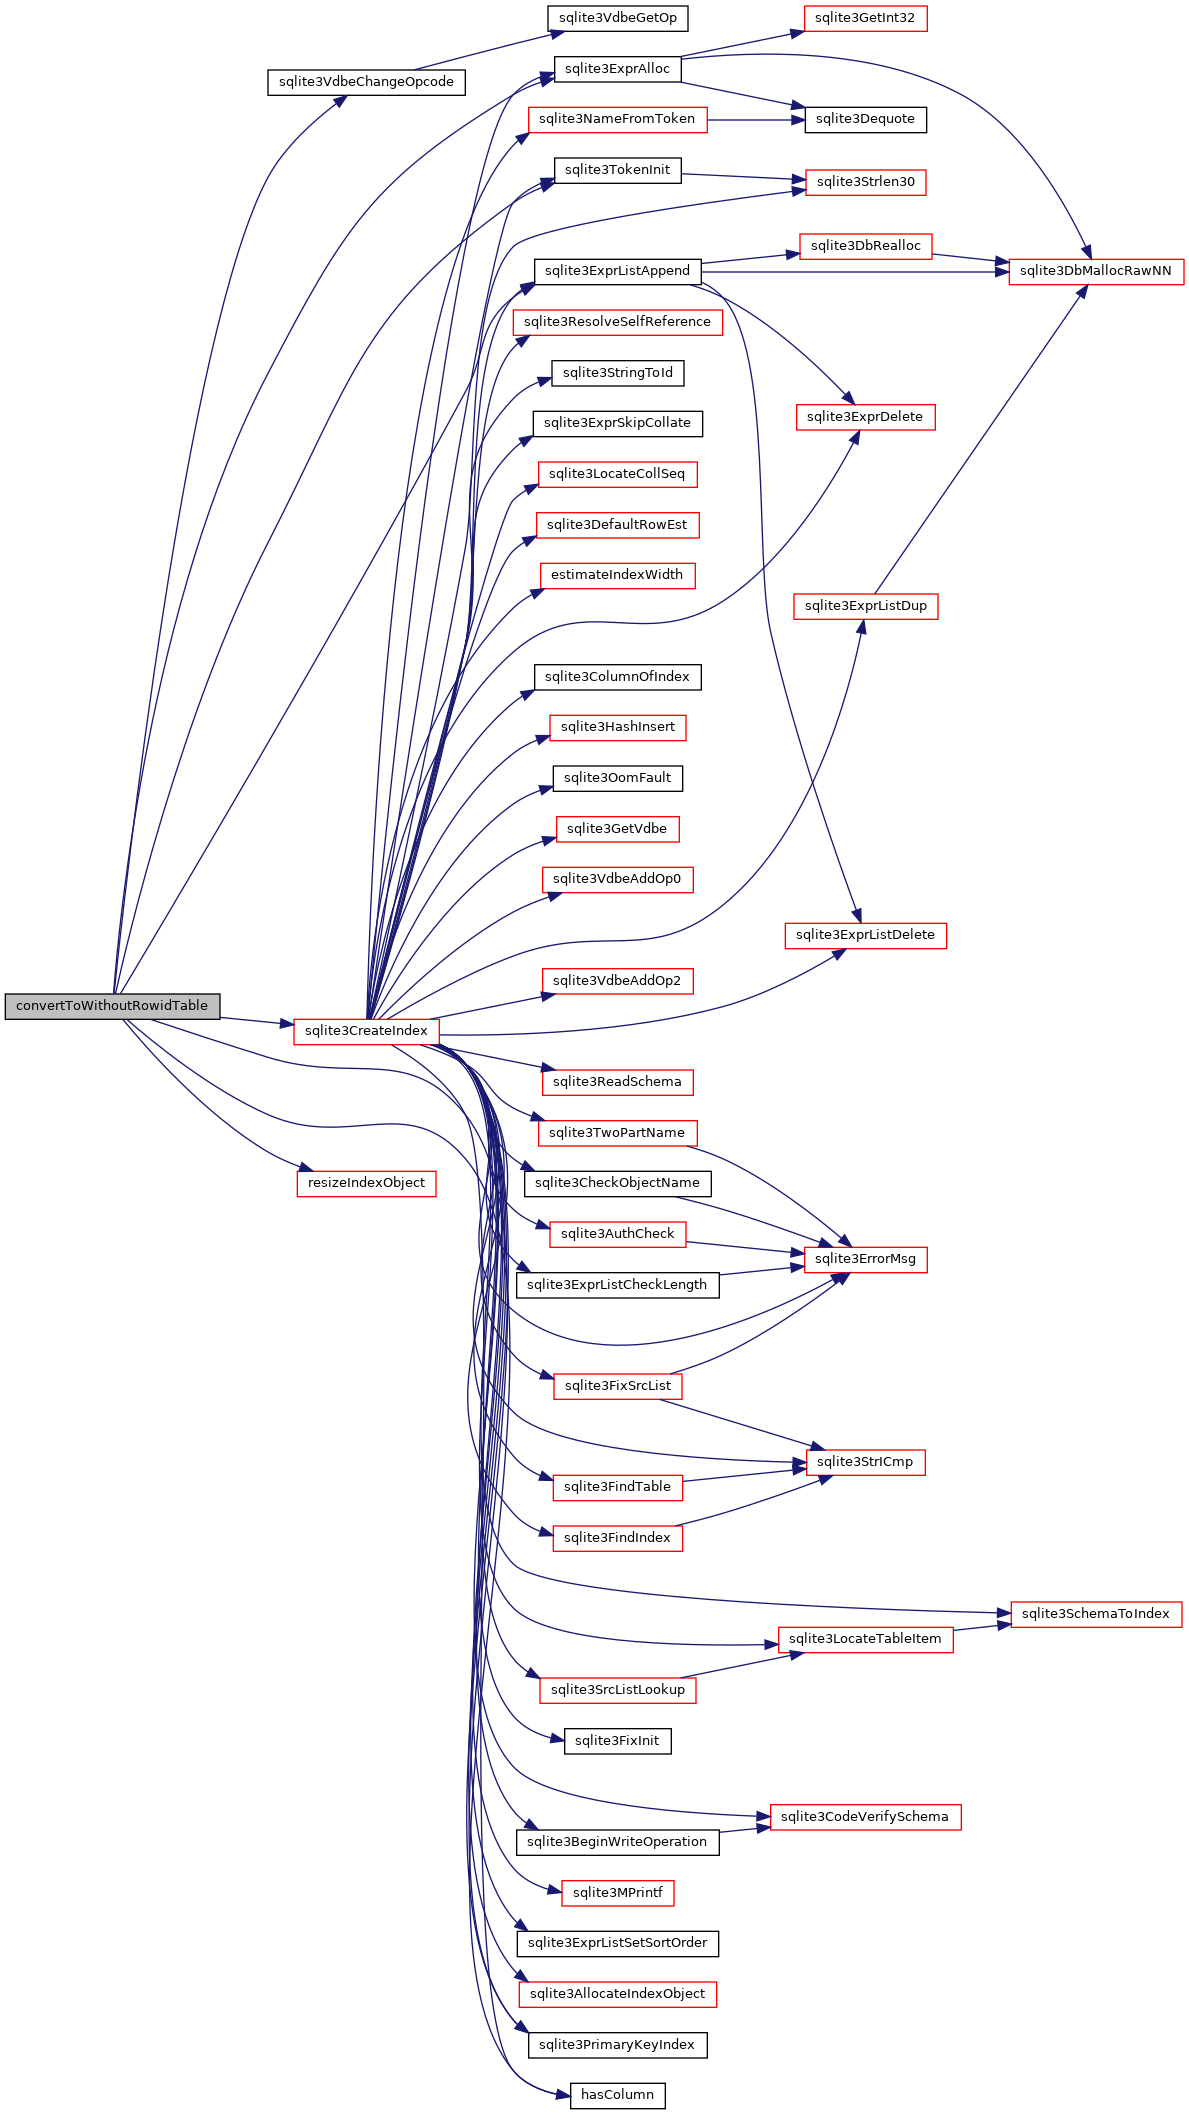 sqlite3VdbeGetOp
sqlite3GetInt32
sqlite3ExprAlloc
sqlite3VdbeChangeOpcode
sqlite3NameFromToken
sqlite3Dequote
sqlite3TokenInit
sqlite3Strlen30
sqlite3DbRealloc
sqlite3ExprListAppend
sqlite3DbMallocRawNN
sqlite3ResolveSelfReference
sqlite3StringToId
sqlite3ExprDelete
sqlite3ExprSkipCollate
sqlite3LocateCollSeq
sqlite3DefaultRowEst
estimateIndexWidth
sqlite3ExprListDup
sqlite3ColumnOfIndex
sqlite3HashInsert
sqlite3OomFault
sqlite3GetVdbe
sqlite3VdbeAddOp0
sqlite3ExprListDelete
sqlite3VdbeAddOp2
convertToWithoutRowidTable
sqlite3CreateIndex
sqlite3ReadSchema
sqlite3TwoPartName
resizeIndexObject
sqlite3CheckObjectName
sqlite3AuthCheck
sqlite3ErrorMsg
sqlite3ExprListCheckLength
sqlite3FixSrcList
sqlite3StrICmp
sqlite3FindTable
sqlite3FindIndex
sqlite3SchemaToIndex
sqlite3LocateTableItem
sqlite3SrcListLookup
sqlite3FixInit
sqlite3CodeVerifySchema
sqlite3BeginWriteOperation
sqlite3MPrintf
sqlite3ExprListSetSortOrder
sqlite3AllocateIndexObject
sqlite3PrimaryKeyIndex
hasColumn